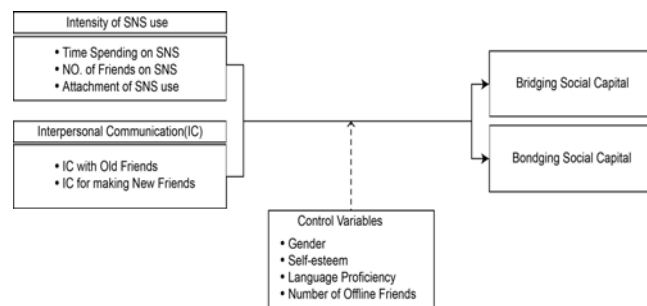 Intensity of SNS use
• Time Spending on SNS
• NO. of Friends on SNS
• Attachment of SNS use
Interpersonal Communication(IC)
• IC with Old Friends
• IC for making New Friends
Bridging Social Capital
Bondging Social Capital
Control Variables
• Gender
• Self-esteem
• Language Proficiency
• Number of Offline Friends